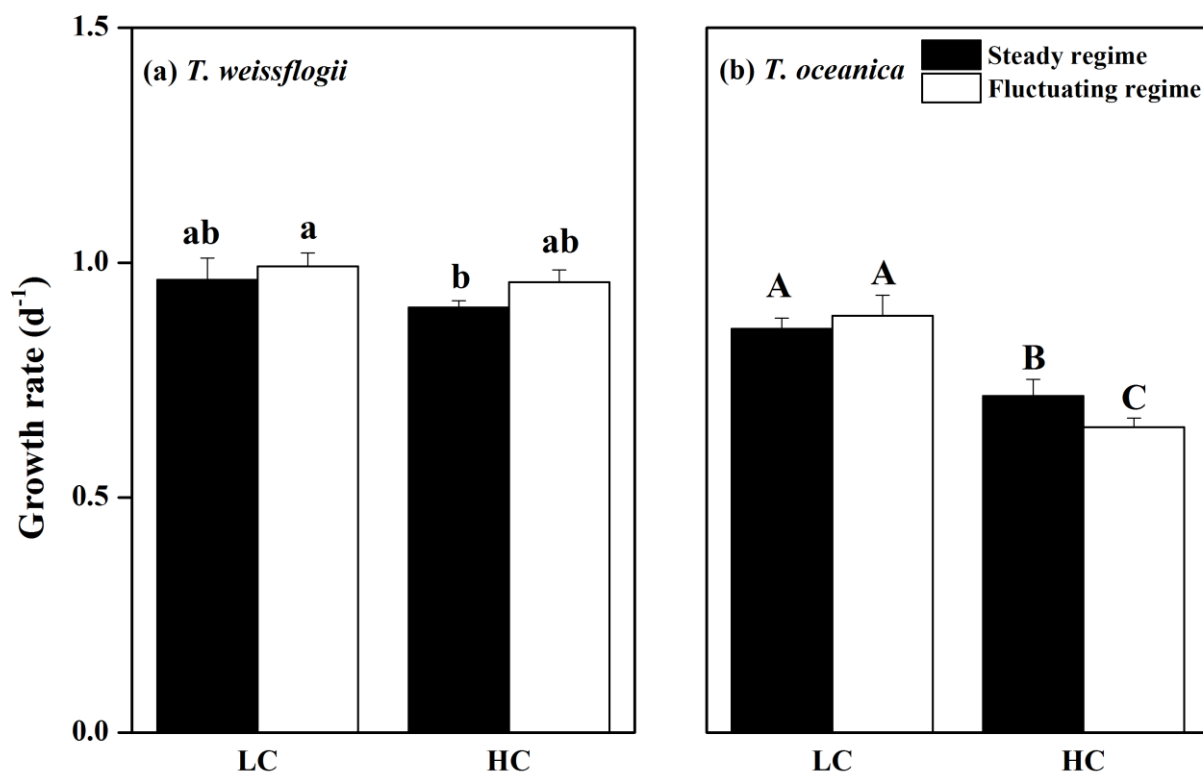 Growth rate (d⁻¹)
1.5
1.0
0.5
0.0
(a) T. weissflogii
ab
a
b
ab
LC
HC
(b) T. oceanica
Steady regime
Fluctuating regime
A
A
B
C
LC
HC